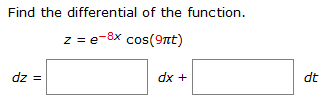 Find the differential of the function.
z = e^−8x cos(9πt)
dz = dx + dt